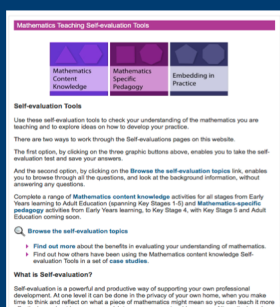 Mathematics Teaching Self-evaluation Tools
Mathematics
Content
Knowledge
Mathematics
Specific
Pedagogy
Embedding in
Practice
Self-evaluation Tools
Use these self-evaluation tools to check your understanding of the mathematics you are
teaching and to explore ideas on how to develop your practice.
There are two ways to work through the Self-evaluations pages on this website.
The first option, by clicking on the three graphic buttons above, enables you to take the self-
evaluation test and save your answers.
And the second option, by clicking on the Browse the self-evaluation topics link, enables
you to browse through all the questions, and look at the background information, without
answering any questions.
Complete a range of Mathematics content knowledge activities for all stages from Early
Years learning to Adult Education (spanning Key Stages 1-5) and Mathematics-specific
pedagogy activities from Early Years learning, to Key Stage 4, with Key Stage 5 and Adult
Education coming soon.
Browse the self-evaluation topics
Find out more about the benefits in evaluating your understanding of mathematics.
Find out how others have been using the Mathematics content knowledge Self-
evaluation Tools in a set of case studies.
What is Self-evaluation?
Self-evaluation is a powerful and productive way of supporting your own professional
development. At one level it can be done in the privacy of your own home, when you make
time to think and reflect on what a piece of mathematics might mean so you can teach it more